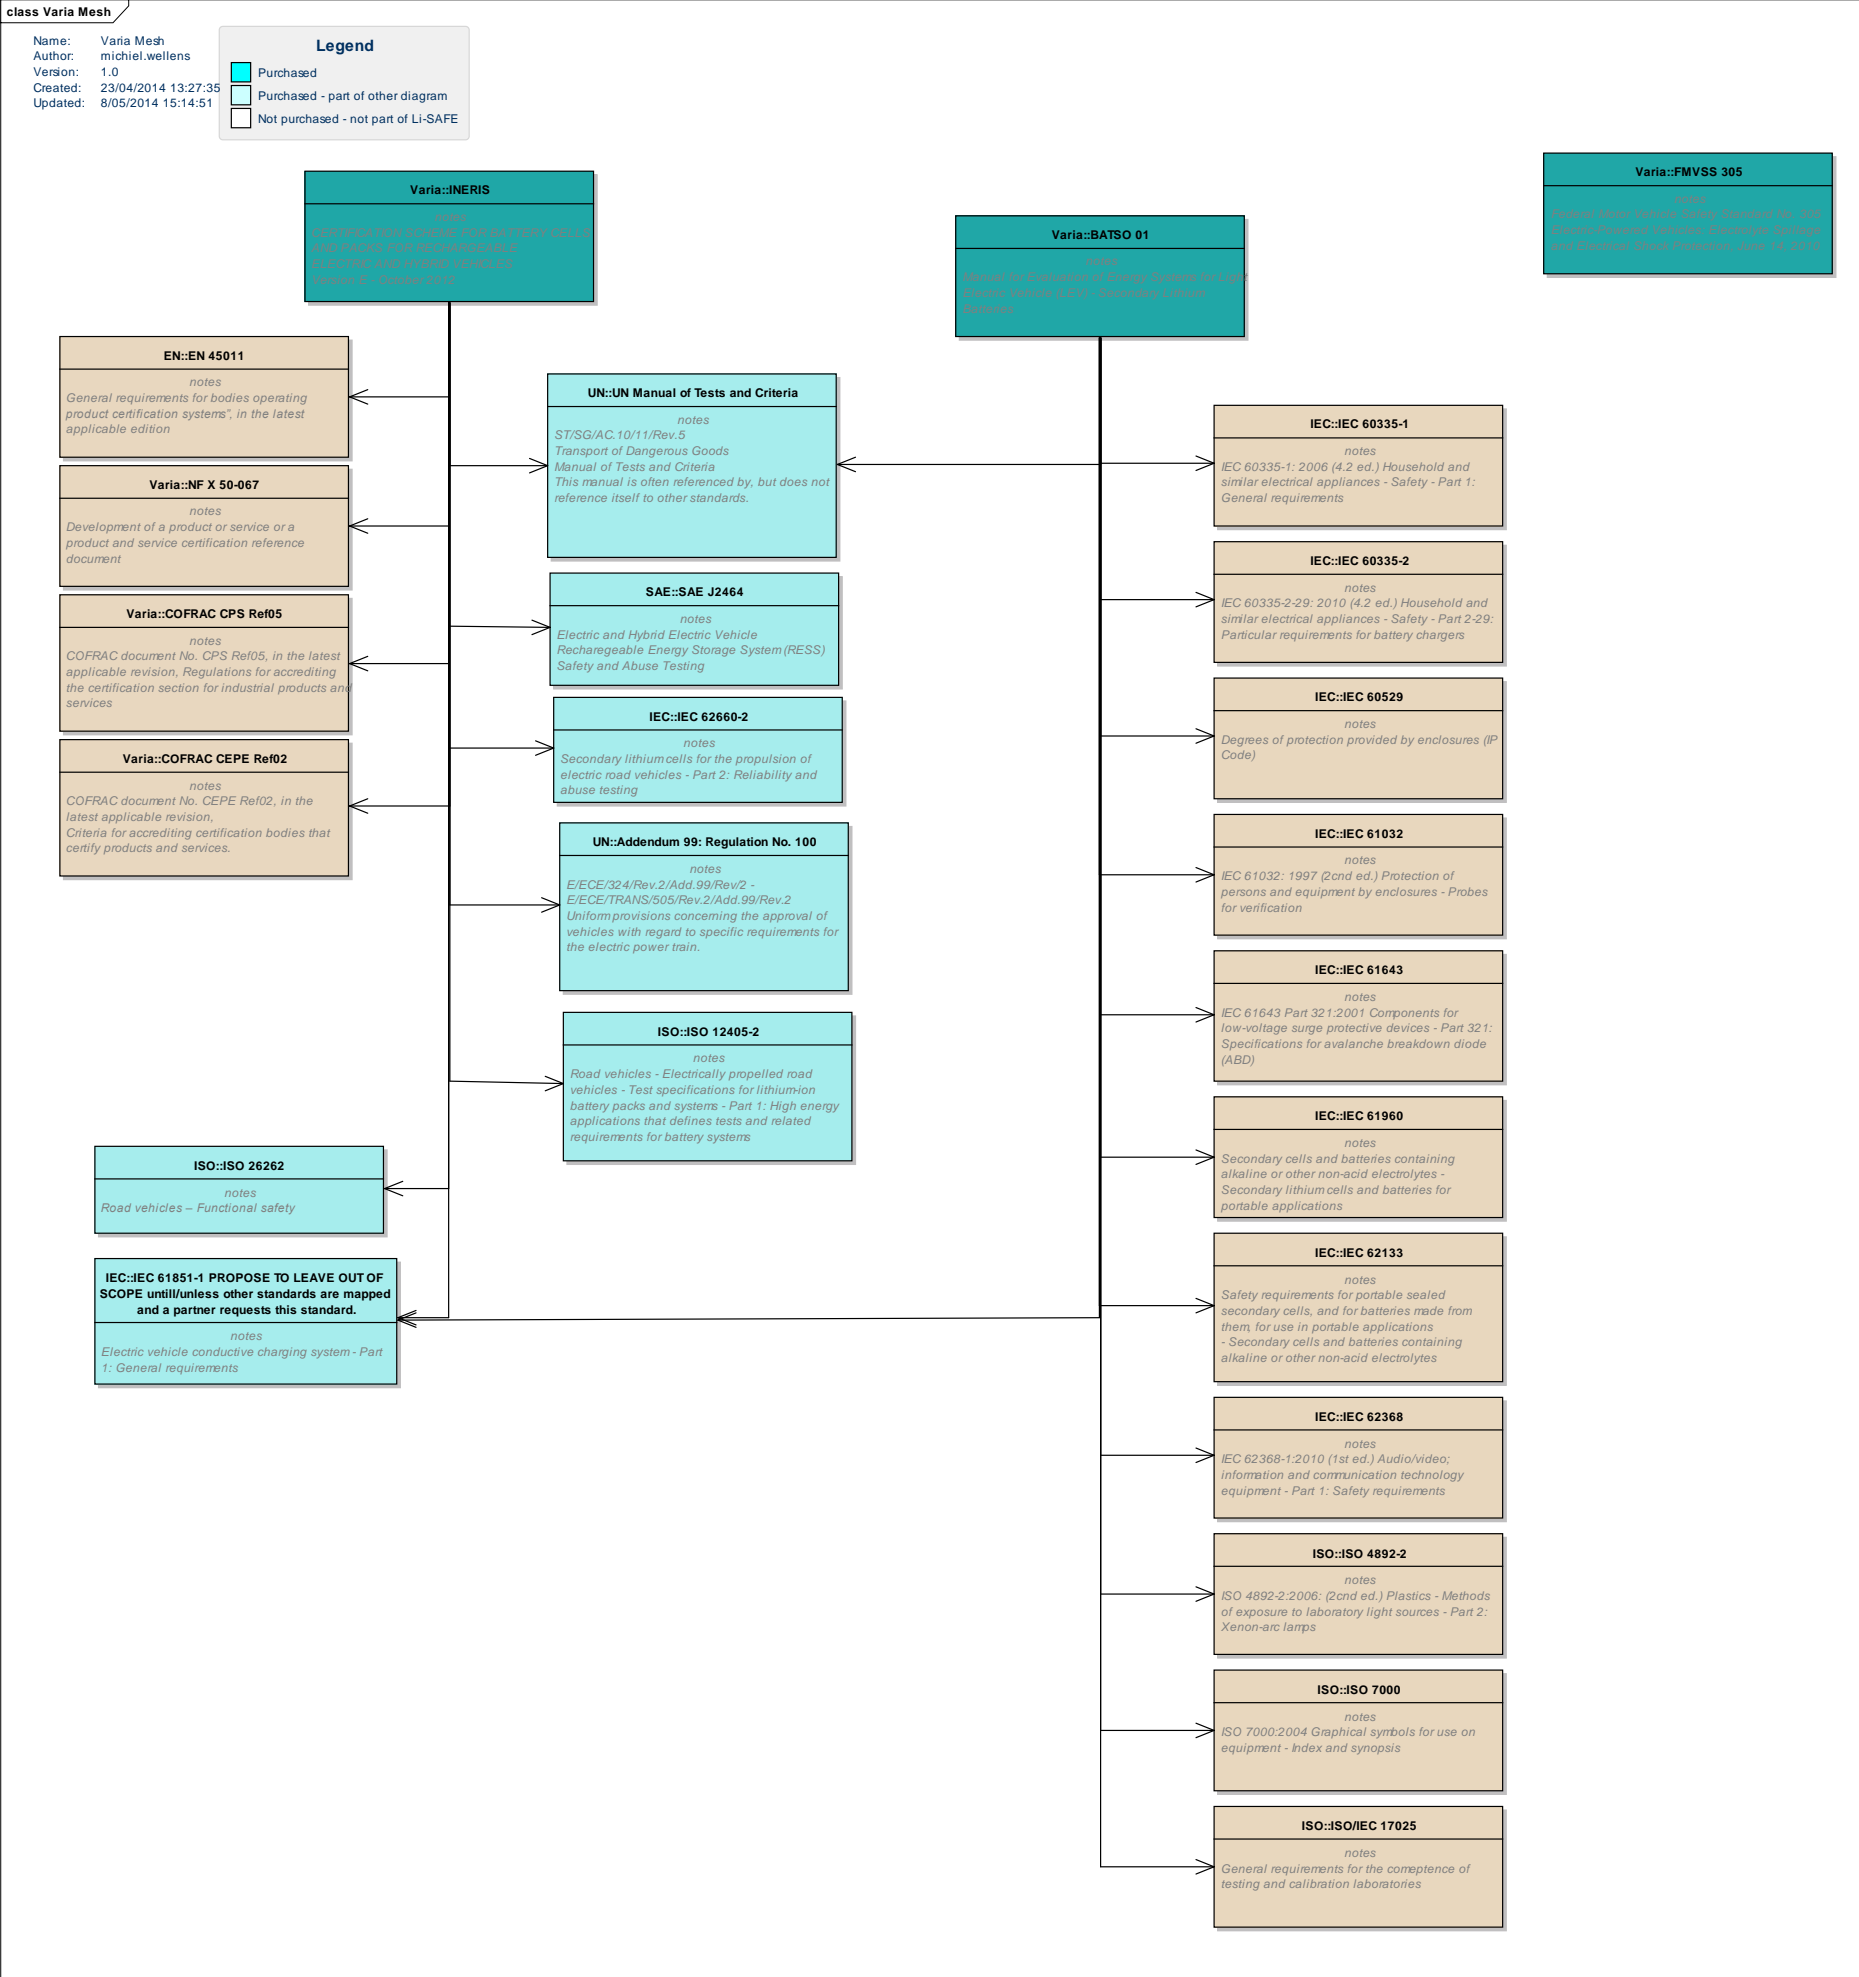 class Varia Mesh
Name: Varia Mesh
Author: michiel.wellens
Version: 1.0
Created: 23/04/2014 13:27:35
Updated: 8/05/2014 15:14:51
Legend
Purchased
Purchased - part of other diagram
Not purchased - not part of Li-SAFE
Varia::INERIS
notes
CERTIFICATION SCHEME FOR BATTERY CELLS
Varia::BATSO 01
notes
Manual for Evaluation of Energy System for Light
Electric Vehicle (LEV) - Secondary Lithium
Batteries
Varia::FMVSS 305
notes
Federal Motor Vehicle Safety Standard No. 305
EN::EN 45011
notes
General requirements for bodies operating
product certification systems", in the latest
applicable edition
Varia::NF X 50-067
notes
Development of a product or service or a
product and service certification reference
document
Varia::COFRAC CPS Ref05
notes
COFRAC document No. CPS Ref05, in the latest
applicable revision, Regulations for accrediting
the certification section for industrial products and
services
Varia::COFRAC CEPE Ref02
notes
COFRAC document No. CEPE Ref02, in the
latest applicable revision,
Criteria for accrediting certification bodies that
certify products and services.
ISO::ISO 26262
notes
Road vehicles – Functional safety
IEC::IEC 61851-1 PROPOSE TO LEAVE OUT OF
SCOPE untill/unless other standards are mapped
and a partner requests this standard.
notes
Electric vehicle conductive charging system - Part
1: General requirements
UN::UN Manual of Tests and Criteria
notes
ST/SG/AC.10/11/Rev.5
Transport of Dangerous Goods
Manual of Tests and Criteria
This manual is often referenced by, but does not
reference itself to other standards.
SAE::SAE J2464
notes
Electric and Hybrid Electric Vehicle
Recharegeable Energy Storage System (RESS)
Safety and Abuse Testing
IEC::IEC 62660-2
notes
Secondary lithium cells for the propulsion of
electric road vehicles - Part 2: Reliability and
abuse testing
UN::Addendum 99: Regulation No. 100
notes
E/ECE/324/Rev.2/Add.99/Rev/2 -
E/ECE/TRANS/505/Rev.2/Add.99/Rev.2
Uniform provisions concerning the approval of
vehicles with regard to specific requirements for
the electric power train.
ISO::ISO 12405-2
notes
Road vehicles - Electrically propelled road
vehicles - Test specifications for lithium-ion
battery packs and systems - Part 1: High energy
applications that defines tests and related
requirements for battery systems
IEC::IEC 60335-1
notes
IEC 60335-1: 2006 (4.2 ed.) Household and
similar electrical appliances - Safety - Part 1:
General requirements
IEC::IEC 60335-2
notes
IEC 60335-2-29: 2010 (4.2 ed.) Household and
similar electrical appliances - Safety - Part 2-29:
Particular requirements for battery chargers
IEC::IEC 60529
notes
Degrees of protection provided by enclosures (IP
Code)
IEC::IEC 61032
notes
IEC 61032: 1997 (2cnd ed.) Protection of
persons and equipment by enclosures - Probes
for verification
IEC::IEC 61643
notes
IEC 61643 Part 321:2001 Components for
low-voltage surge protective devices - Part 321:
Specifications for avalanche breakdown diode
(ABD)
IEC::IEC 61960
notes
Secondary cells and batteries containing
alkaline or other non-acid electrolytes -
Secondary lithium cells and batteries for
portable applications
IEC::IEC 62133
notes
Safety requirements for portable sealed
secondary cells, and for batteries made from
them, for use in portable applications
- Secondary cells and batteries containing
alkaline or other non-acid electrolytes
IEC::IEC 62368
notes
IEC 62368-1:2010 (1st ed.) Audio/video;
information and communication technology
equipment - Part 1: Safety requirements
ISO::ISO 4892-2
notes
ISO 4892-2:2006: (2cnd ed.) Plastics - Methods
of exposure to laboratory light sources - Part 2:
Xenon-arc lamps
ISO::ISO 7000
notes
ISO 7000:2004 Graphical symbols for use on
equipment - Index and synopsis
ISO::ISO/IEC 17025
notes
General requirements for the comeptence of
testing and calibration laboratories